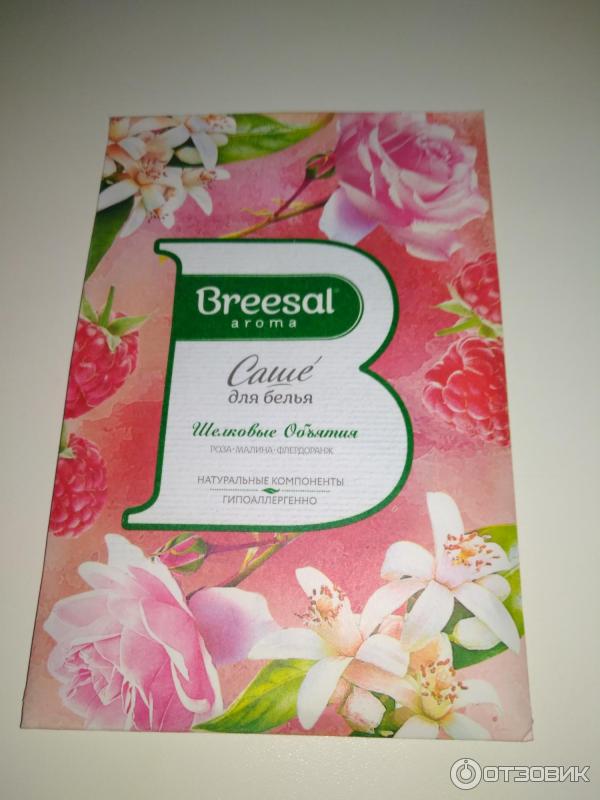 Breesal®
aroma
Саше́
для белья
Шелковые Объятия
РОЗА•МАЛИНА•ФЛЕРДОРАНЖ
НАТУРАЛЬНЫЕ КОМПОНЕНТЫ
ГИПОАЛЛЕРГЕННО
ОТЗОВИК